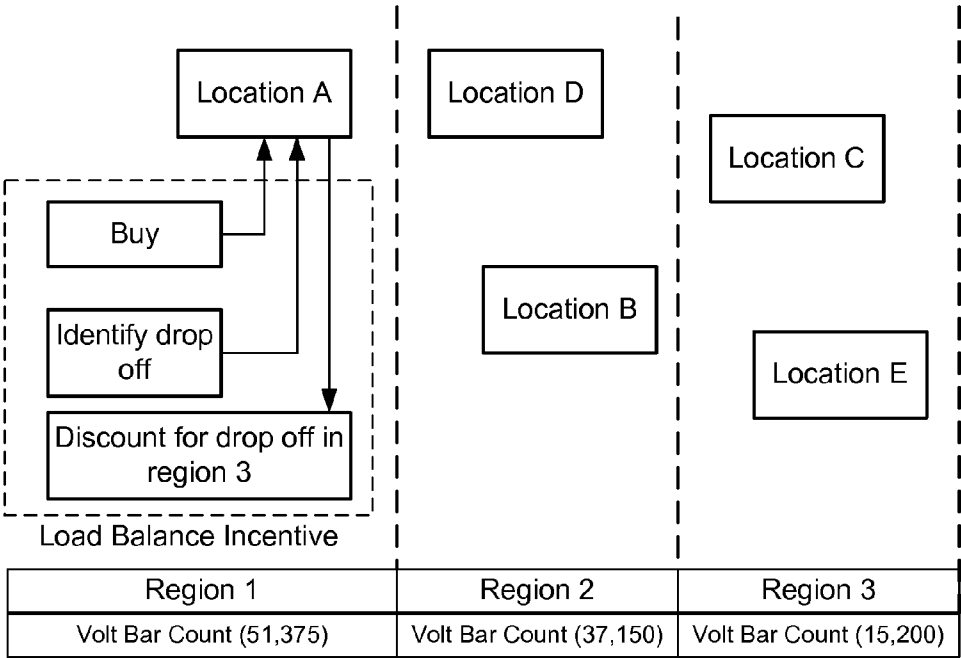 Location A
Location D
Location C
Buy
Location B
Identify drop
off
Location E
Discount for drop off in
region 3
Load Balance Incentive
Region 1
Region 2
Region 3
Volt Bar Count (51,375)
Volt Bar Count (37,150)
Volt Bar Count (15,200)